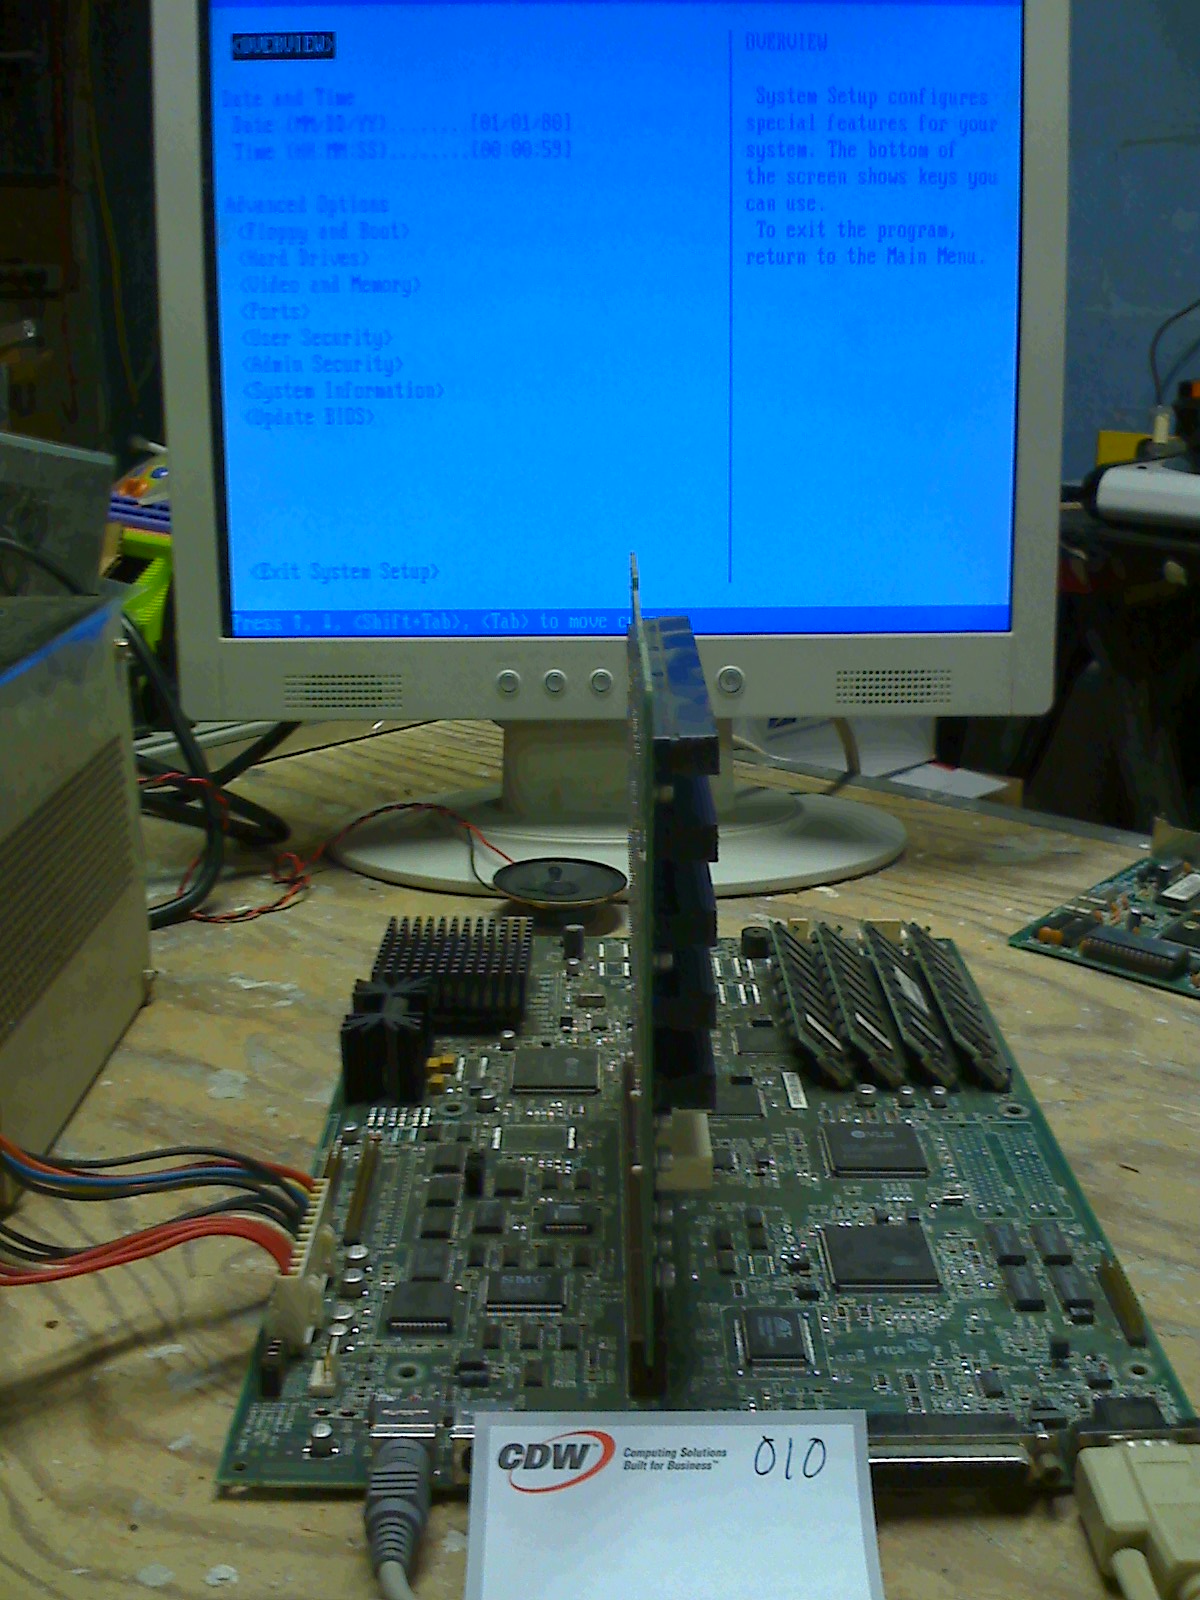 <OVERVIEW>
Date and Time
Date (MM/DD/YY)........[01/01/80]
Time (HH:MM:SS)........[00:00:59]
Advanced Options
<Floppy and Boot>
<Hard Drives>
<Video and Memory>
<Ports>
<User Security>
<Admin Security>
<System Information>
<Update BIOS>
<Exit System Setup>
Press ↑, ↓, <Shift+Tab>, <Tab> to move
OVERVIEW
System Setup configures
special features for your
system. The bottom of
the screen shows keys you
can use.
To exit the program,
return to the Main Menu.
VLSI
SMC
CDW™
Computing Solutions
Built for Business™
010